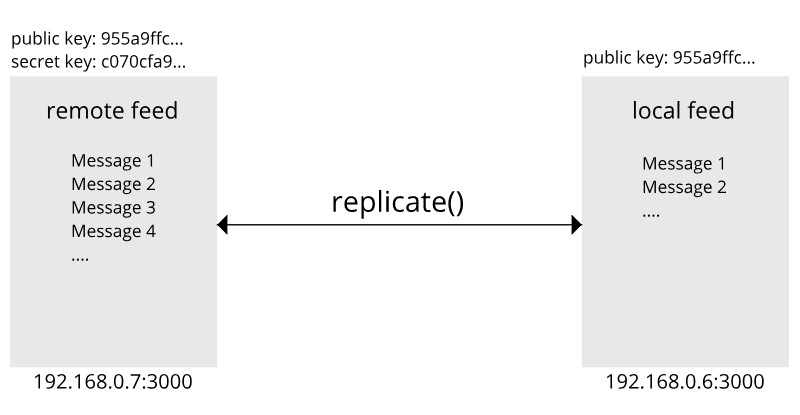 public key: 955a9ffc...
secret key: c070cfa9...
remote feed
Message 1
Message 2
Message 3
Message 4
....
192.168.0.7:3000
replicate()
public key: 955a9ffc...
local feed
Message 1
Message 2
....
192.168.0.6:3000